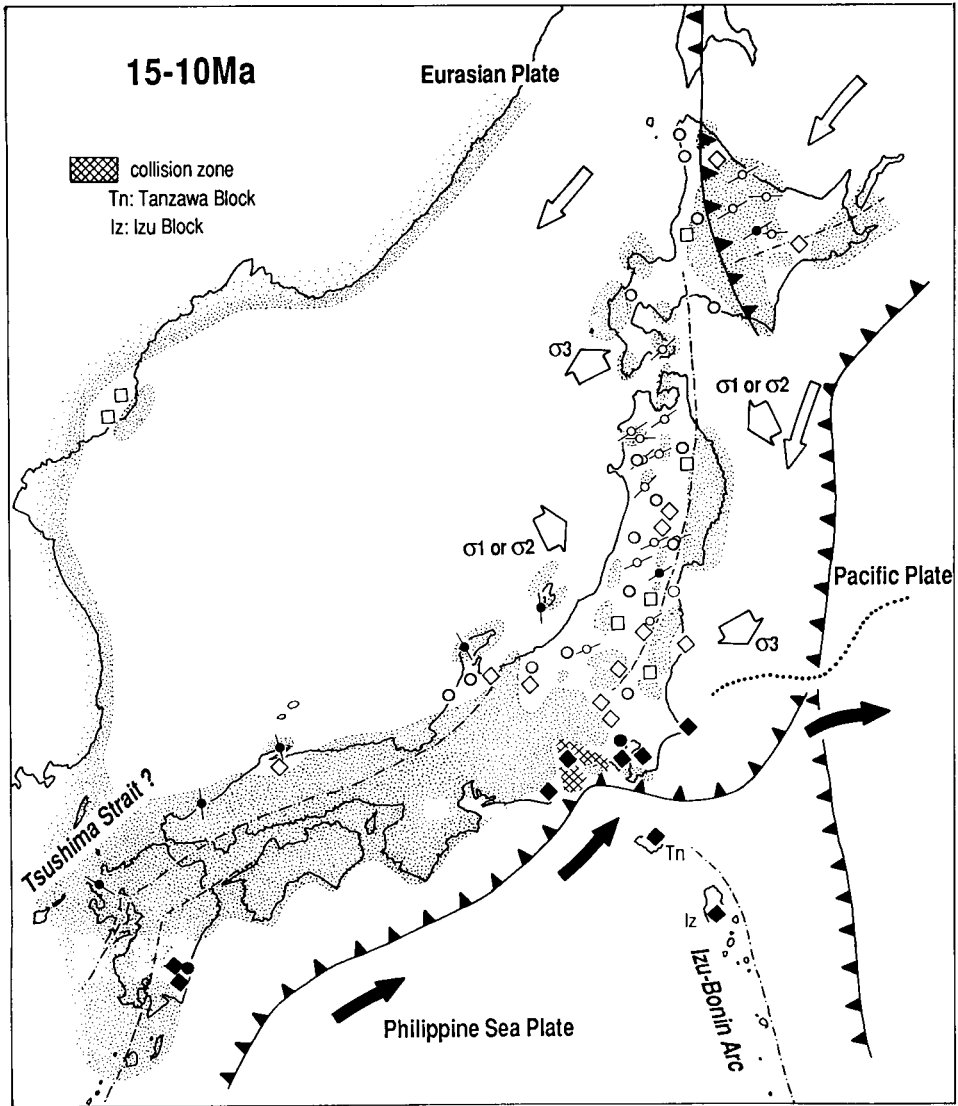 15-10Ma
Eurasian Plate
collision zone
Tn: Tanzawa Block
Iz: Izu Block
σ3
σ1 or σ2
σ1 or σ2
Pacific Plate
σ3
Tsushima Strait ?
Tn
Iz
Izu-Bonin Arc
Philippine Sea Plate